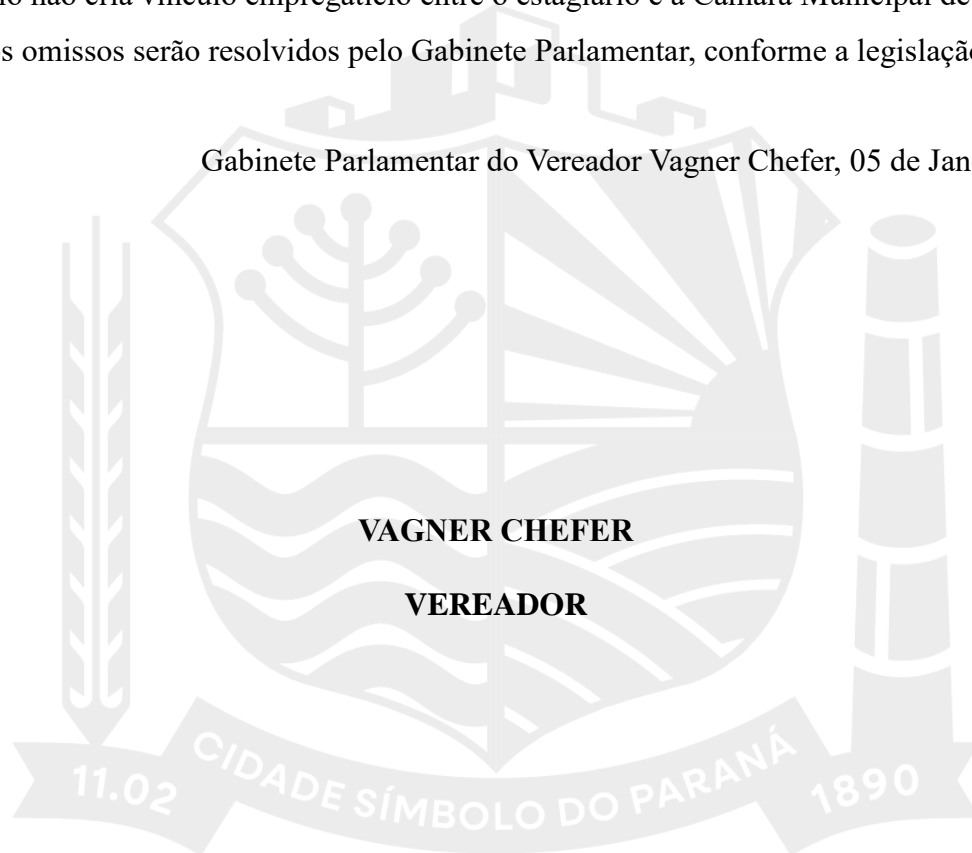 não cria vínculo empregatício entre o estagiário e a Câmara Municipal de
omissos serão resolvidos pelo Gabinete Parlamentar, conforme a legislação
Gabinete Parlamentar do Vereador Vagner Chefer, 05 de Jan
VAGNER CHEFER
VEREADOR
CIDADE SÍMBOLO DO PARANÁ
11.02
1890